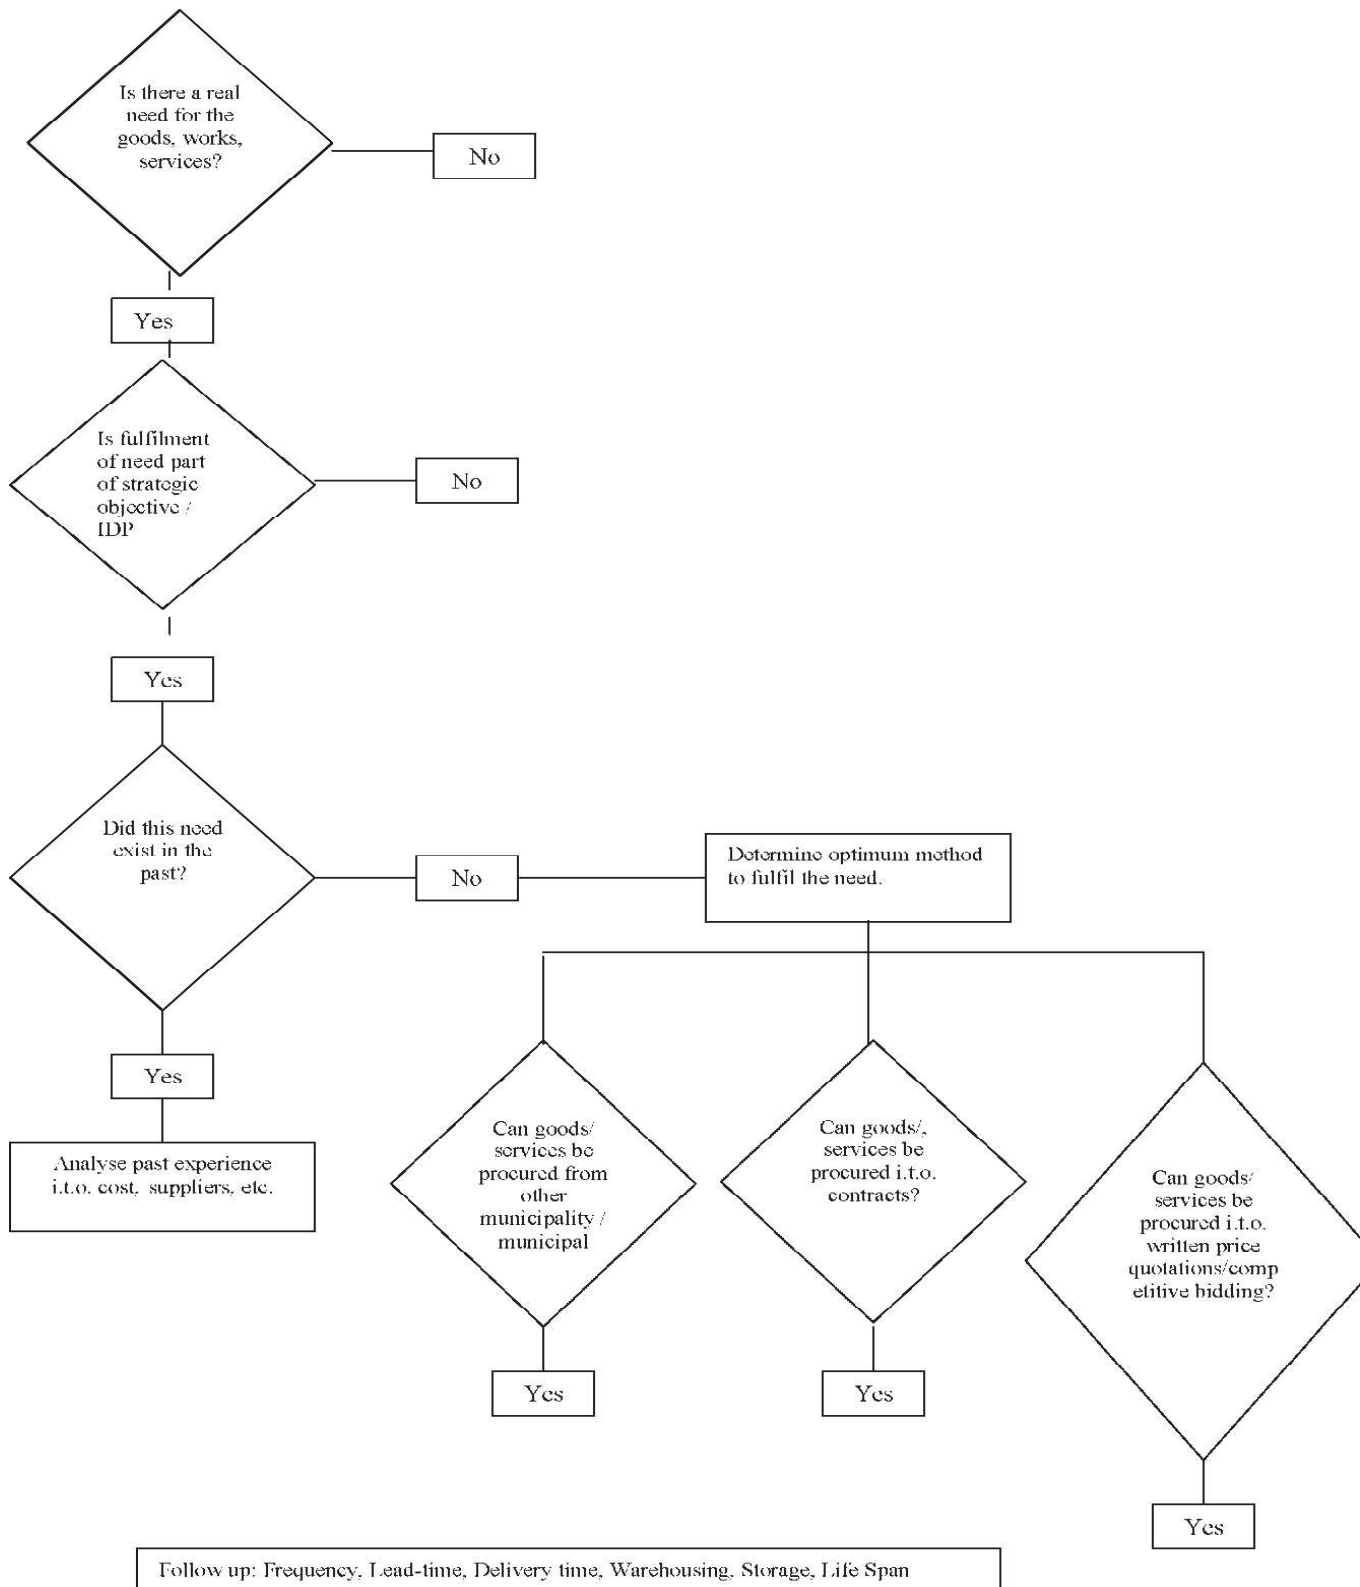 Is there a real
need for the
goods, works,
services?
No
Yes
Is fulfilment
of need part
of strategic
objective /
IDP
No
Yes
Did this need
exist in the
past?
No
Determine optimum method
to fulfil the need.
Yes
Analyse past experience
i.t.o. cost, suppliers, etc.
Can goods/
services be
procured from
other
municipality /
municipal
Can goods/,
services be
procured i.t.o.
contracts?
Can goods/
services be
procured i.t.o.
written price
quotations/comp
etitive bidding?
Yes
Yes
Yes
Follow up: Frequency, Lead-time, Delivery time, Warehousing, Storage, Life Span